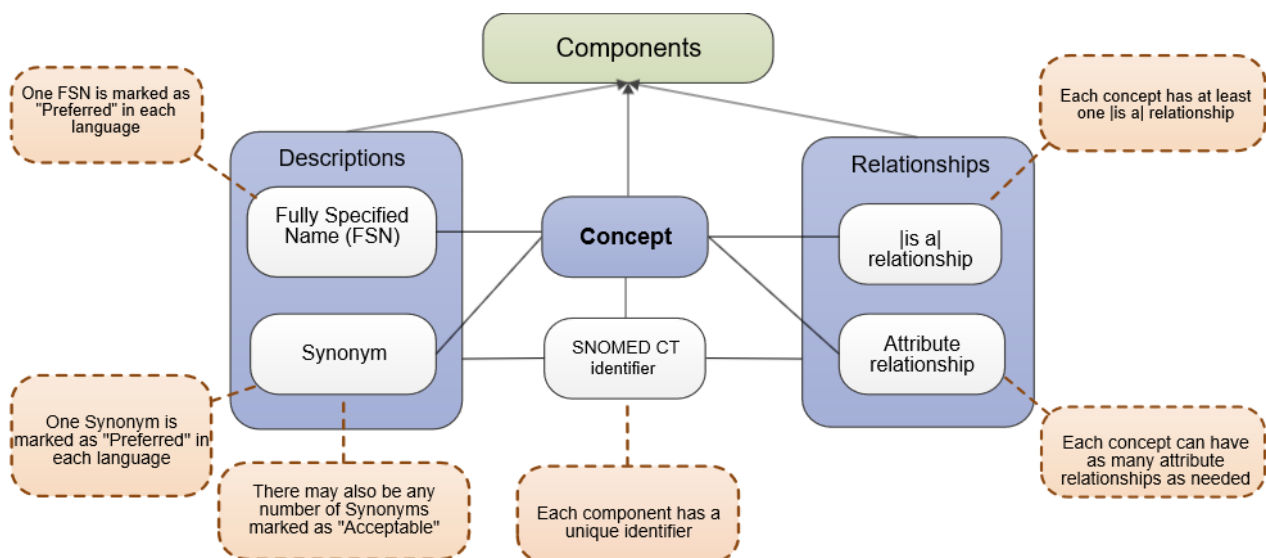 Components
One FSN is marked as
"Preferred" in each
language
Each concept has at least
one |is a| relationship
Descriptions
Relationships
Fully Specified
Name (FSN)
Concept
|is a|
relationship
Synonym
SNOMED CT
identifier
Attribute
relationship
One Synonym is
marked as "Preferred" in
each language
There may also be any
number of Synonyms
marked as "Acceptable"
Each component has a
unique identifier
Each concept can have
as many attribute
relationships as needed